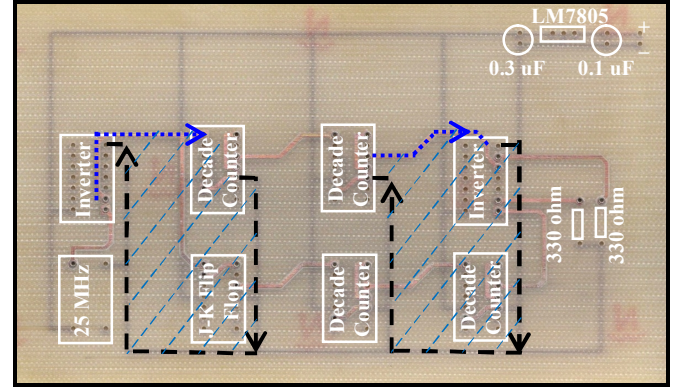 LM7805
+
−
0.3 uF
0.1 uF
Inverter
Decade
Counter
Decade
Counter
Inverter
330 ohm
330 ohm
25 MHz
J-K Flip
Flop
Decade
Counter
Decade
Counter